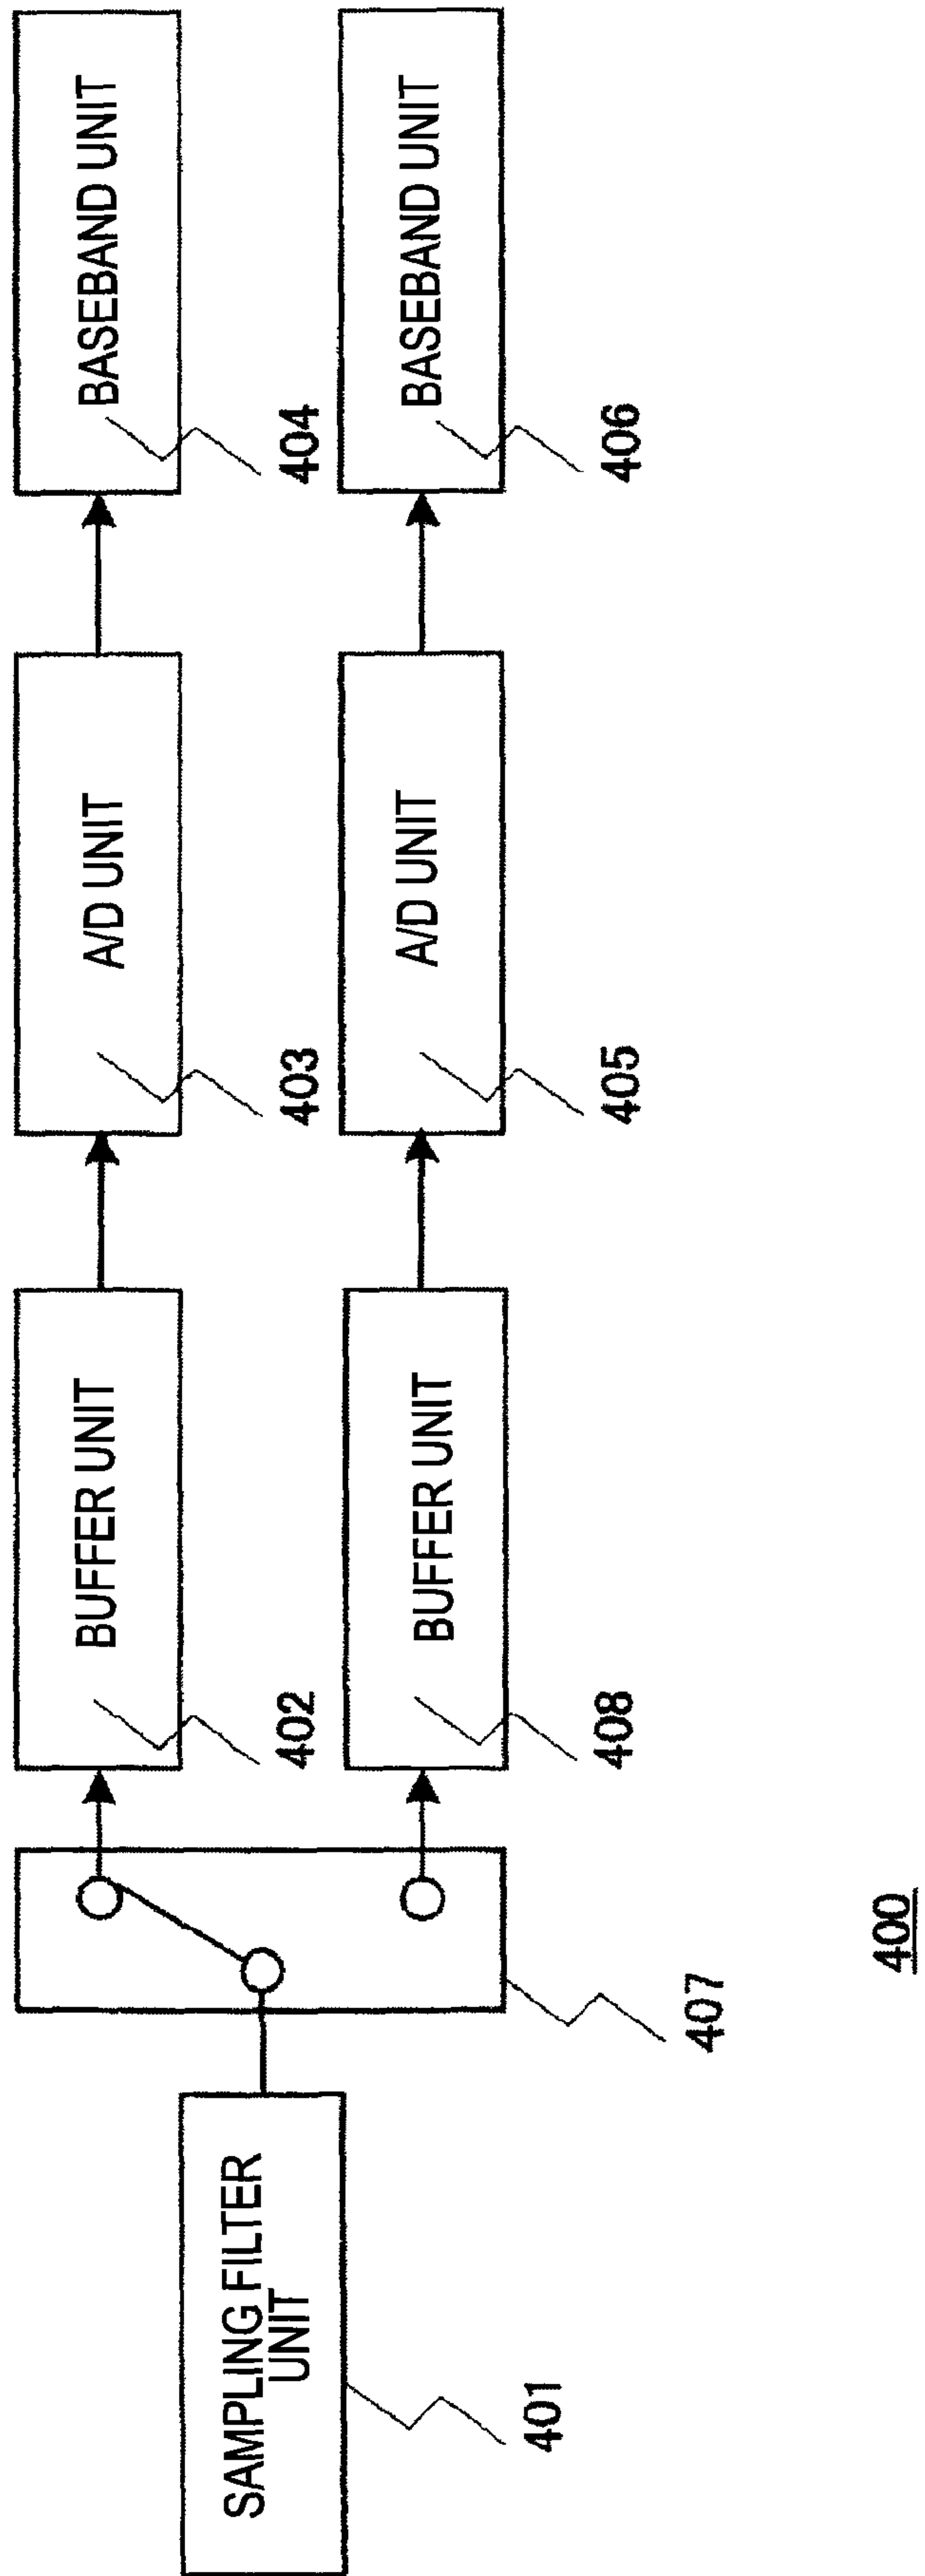 SAMPLING FILTER
UNIT
401
407
BUFFER UNIT
402
A/D UNIT
403
BASEBAND UNIT
404
BUFFER UNIT
408
A/D UNIT
405
BASEBAND UNIT
406
400